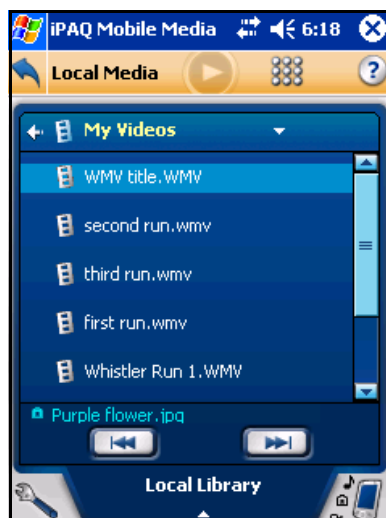 iPAQ Mobile Media 6:18
Local Media ?
My Videos
WMV title.WMV
second run.wmv
third run.wmv
first run.wmv
Whistler Run 1.WMV
Purple flower.jpg
Local Library